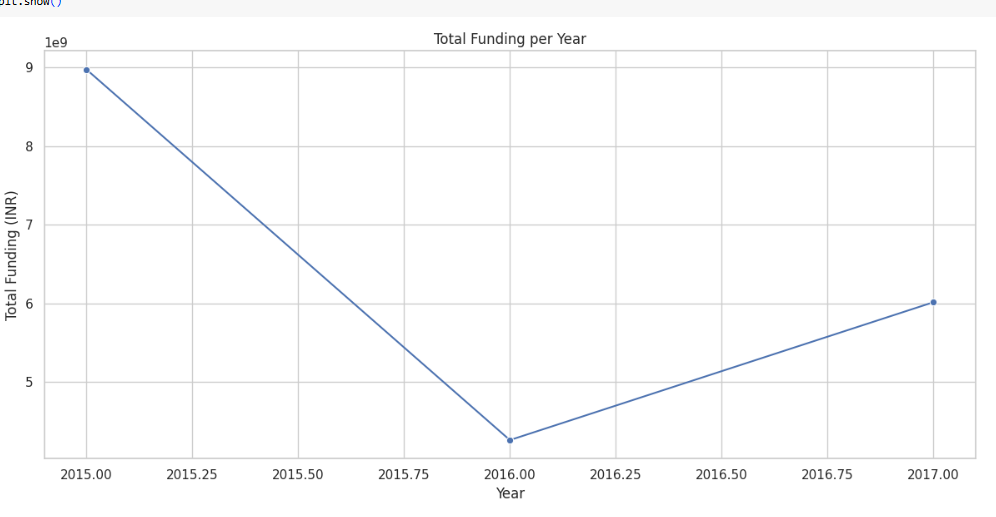 plt.show()
Total Funding per Year
1e9
9
8
7
6
5
Total Funding (INR)
2015.00 2015.25 2015.50 2015.75 2016.00 2016.25 2016.50 2016.75 2017.00
Year